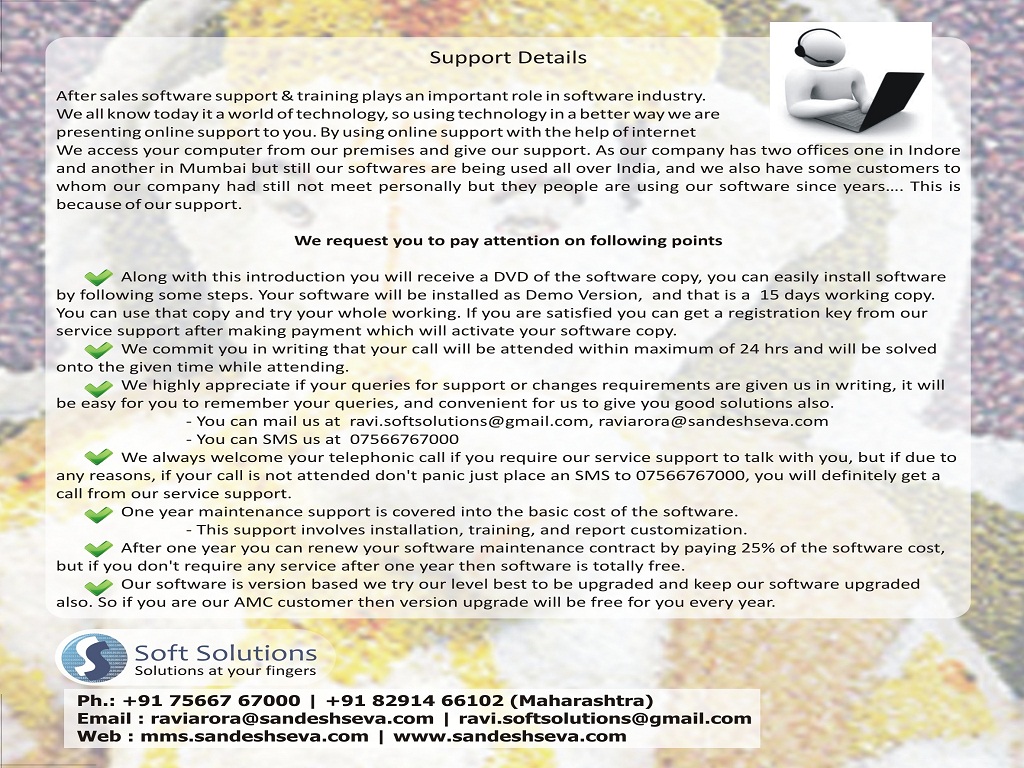 Support Details
After sales software support & training plays an important role in software industry.
We all know today it a world of technology, so using technology in a better way we are
presenting online support to you. By using online support with the help of internet
We access your computer from our premises and give our support. As our company has two offices one in Indore
and another in Mumbai but still our softwares are being used all over India, and we also have some customers to
whom our company had still not meet personally but they people are using our software since years.... This is
because of our support.
We request you to pay attention on following points
Along with this introduction you will receive a DVD of the software copy, you can easily install software
by following some steps. Your software will be installed as Demo Version, and that is a 15 days working copy.
You can use that copy and try your whole working. If you are satisfied you can get a registration key from our
service support after making payment which will activate your software copy.
We commit you in writing that your call will be attended within maximum of 24 hrs and will be solved
onto the given time while attending.
We highly appreciate if your queries for support or changes requirements are given us in writing, it will
be easy for you to remember your queries, and convenient for us to give you good solutions also.
- You can mail us at ravi.softsolutions@gmail.com, raviarora@sandeshseva.com
- You can SMS us at 07566767000
We always welcome your telephonic call if you require our service support to talk with you, but if due to
any reasons, if your call is not attended don't panic just place an SMS to 07566767000, you will definitely get a
call from our service support.
One year maintenance support is covered into the basic cost of the software.
- This support involves installation, training, and report customization.
After one year you can renew your software maintenance contract by paying 25% of the software cost,
but if you don't require any service after one year then software is totally free.
Our software is version based we try our level best to be upgraded and keep our software upgraded
also. So if you are our AMC customer then version upgrade will be free for you every year.
Soft Solutions
Solutions at your fingers
Ph.: +91 75667 67000 | +91 82914 66102 (Maharashtra)
Email : raviarora@sandeshseva.com | ravi.softsolutions@gmail.com
Web : mms.sandeshseva.com | www.sandeshseva.com